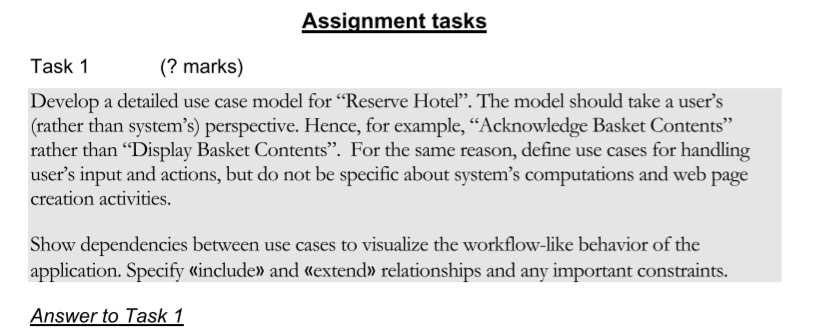 Assignment tasks
Task 1 (? marks)
Develop a detailed use case model for “Reserve Hotel”. The model should take a user’s
(rather than system’s) perspective. Hence, for example, “Acknowledge Basket Contents”
rather than “Display Basket Contents”. For the same reason, define use cases for handling
user’s input and actions, but do not be specific about system’s computations and web page
creation activities.
Show dependencies between use cases to visualize the workflow-like behavior of the
application. Specify «include» and «extend» relationships and any important constraints.
Answer to Task 1